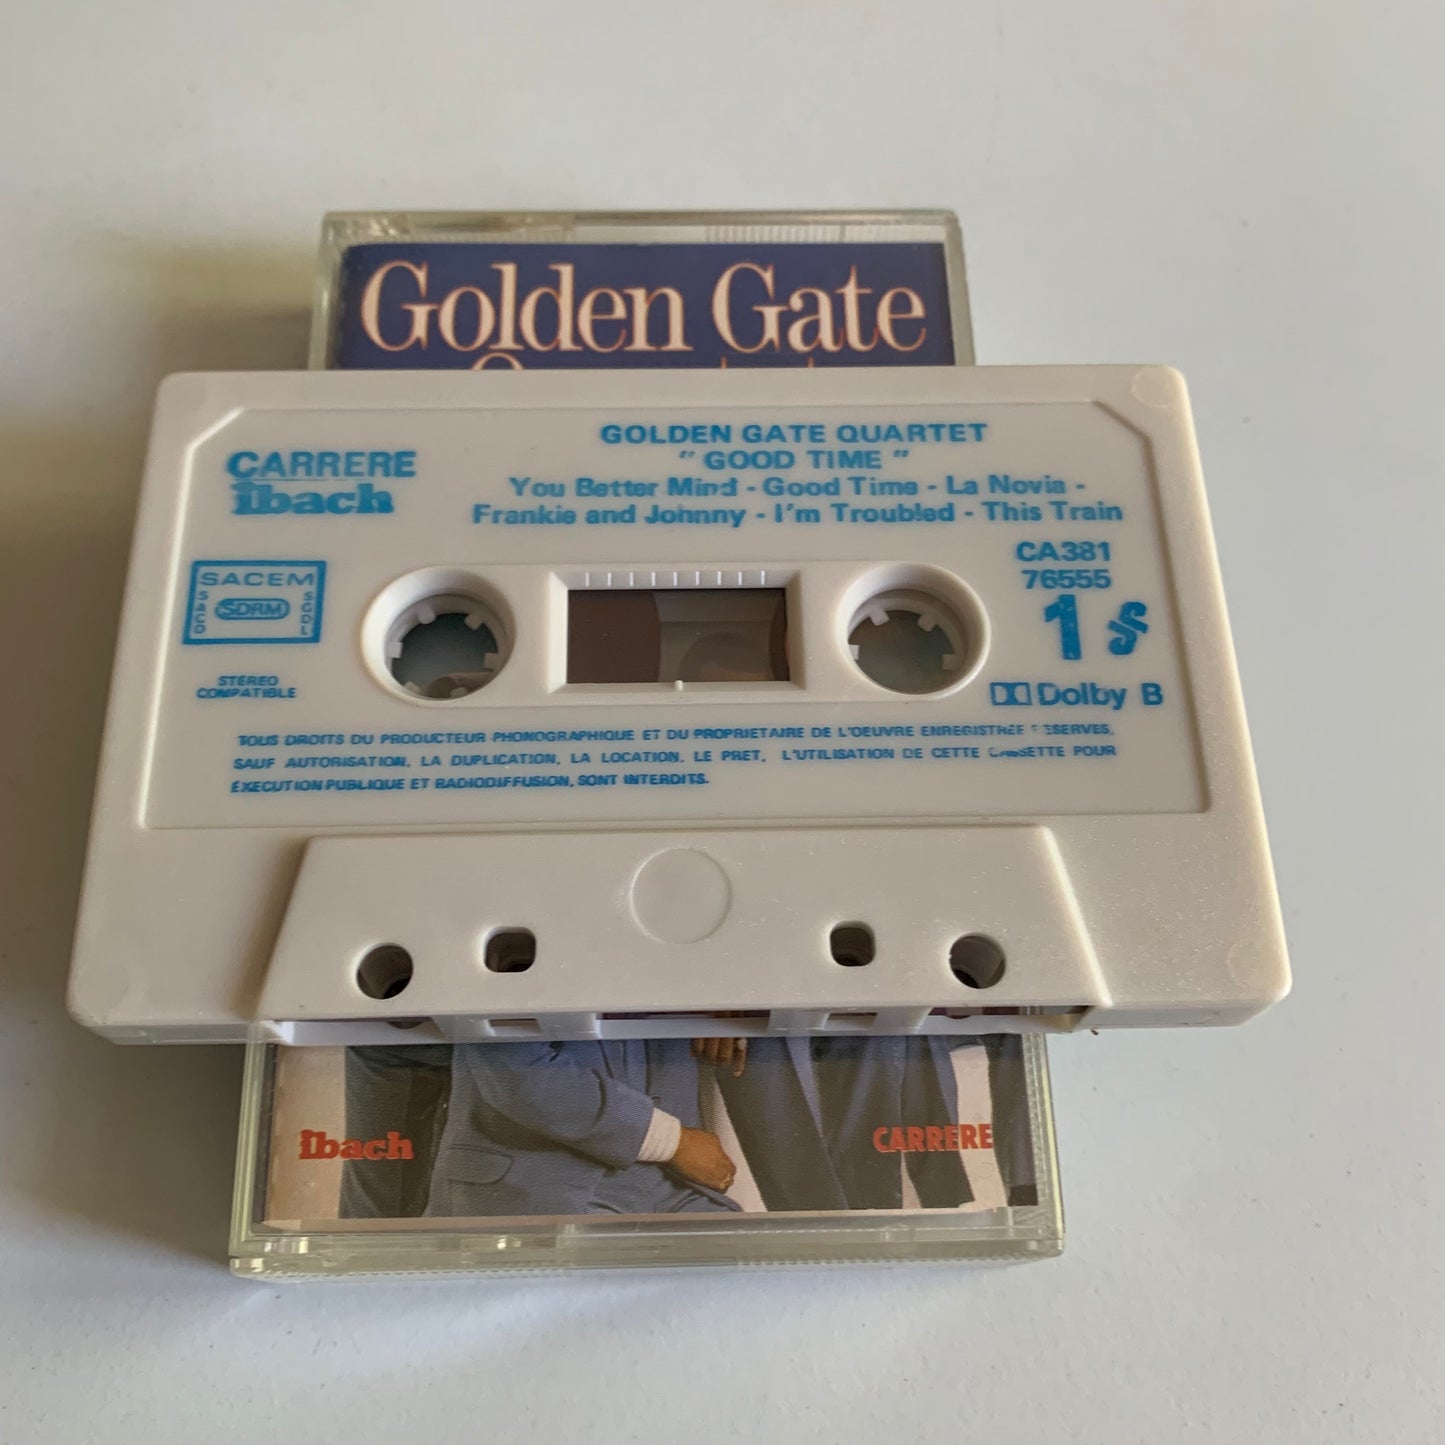 Golden Gate
GOLDEN GATE QUARTET
" GOOD TIME "
You Better Mind - Good Time - La Novia -
Frankie and Johnny - I'm Troubled - This Train
CARRERE
ibach
CA381
76555
1
SACEM
SACD
SDRM
SGDL
STEREO
COMPATIBLE
Dolby B
TOUS DROITS DU PRODUCTEUR PHONOGRAPHIQUE ET DU PROPRIETAIRE DE L'OEUVRE ENREGISTREE RESERVES.
SAUF AUTORISATION, LA DUPLICATION, LA LOCATION, LE PRET, L'UTILISATION DE CETTE CASSETTE POUR
EXECUTION PUBLIQUE ET RADIODIFFUSION, SONT INTERDITS.
ibach
CARRERE